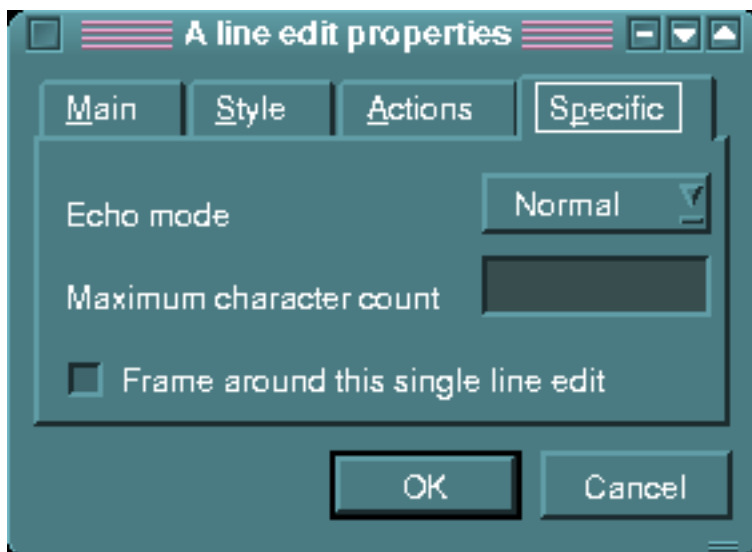 A line edit properties
Main Style Actions Specific
Echo mode Normal
Maximum character count
Frame around this single line edit
OK Cancel